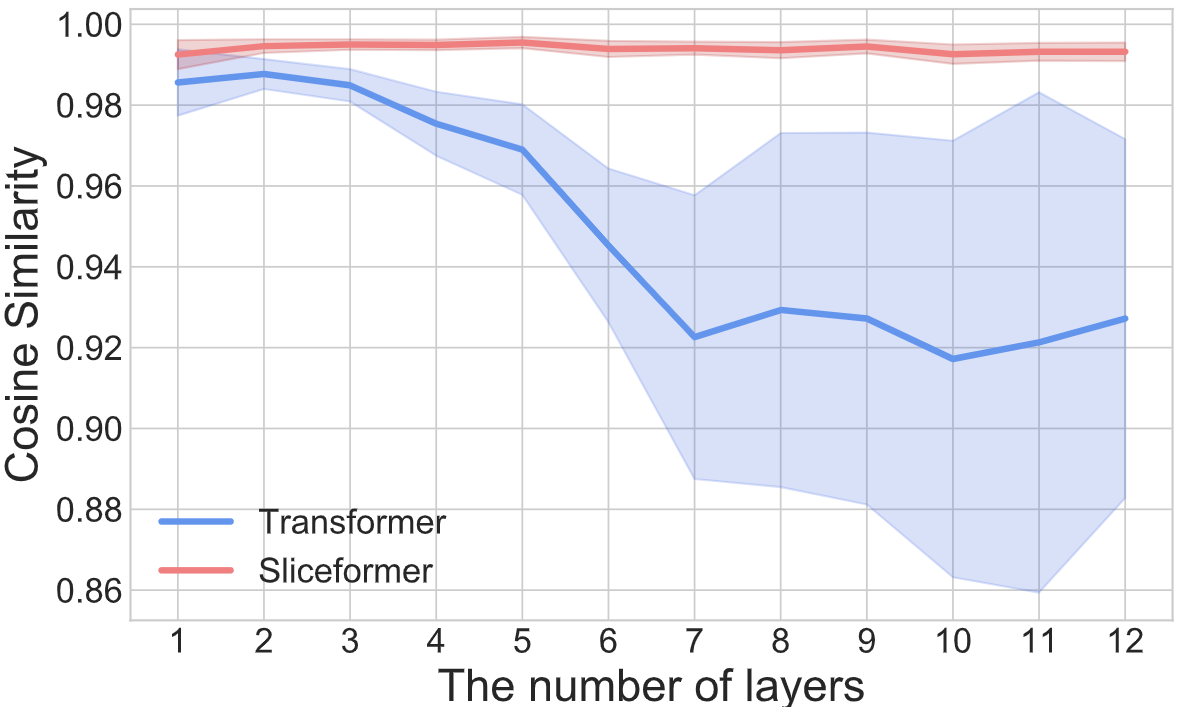 1.00
0.98
0.96
0.94
0.92
0.90
0.88
0.86
Cosine Similarity
Transformer
Sliceformer
1 2 3 4 5 6 7 8 9 10 11 12
The number of layers